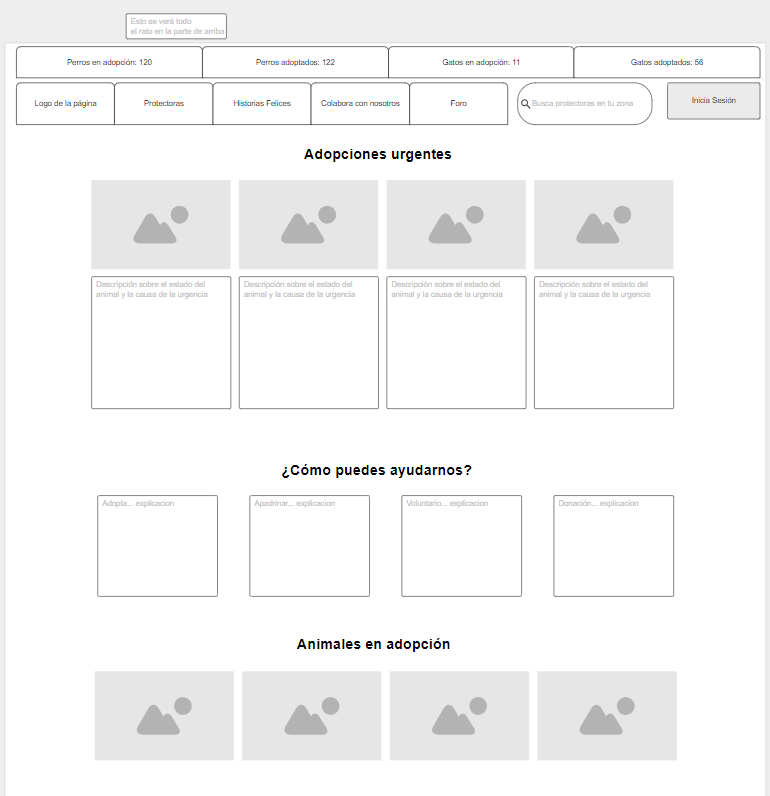 Esto se verá todo
el rato en la parte de arriba
Perros en adopción: 120
Perros adoptados: 122
Gatos en adopción: 11
Gatos adoptados: 56
Logo de la página
Protectoras
Historias Felices
Colabora con nosotros
Foro
Busca protectoras en tu zona
Inicia Sesión
Adopciones urgentes
Descripción sobre el estado del
animal y la causa de la urgencia
Descripción sobre el estado del
animal y la causa de la urgencia
Descripción sobre el estado del
animal y la causa de la urgencia
Descripción sobre el estado del
animal y la causa de la urgencia
¿Cómo puedes ayudarnos?
Adopta... explicacion
Apadrinar... explicacion
Voluntario... explicacion
Donación... explicacion
Animales en adopción